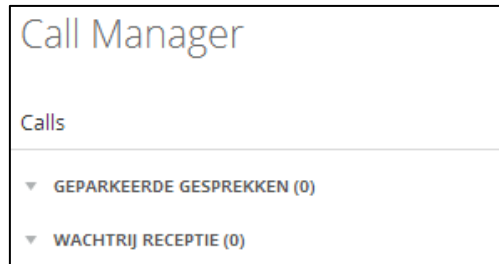 Call Manager
Calls
GEPARKEERDE GESPREKKEN (0)
WACHTRIJ RECEPTIE (0)